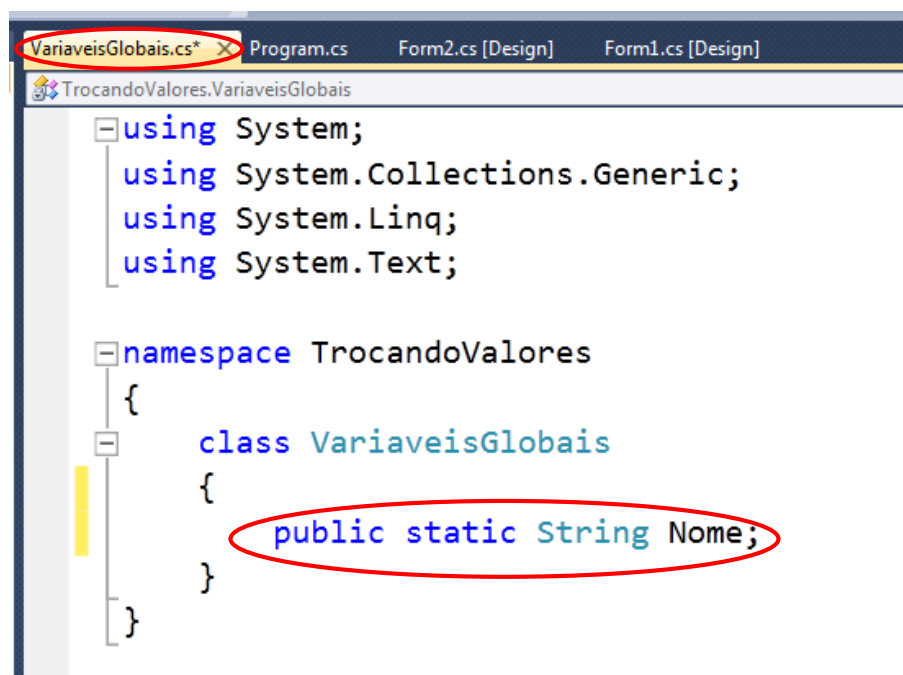 VariaveisGlobais.cs* Program.cs Form2.cs [Design] Form1.cs [Design]
TrocandoValores.VariaveisGlobais
using System;
using System.Collections.Generic;
using System.Linq;
using System.Text;
namespace TrocandoValores
{
class VariaveisGlobais
{
public static String Nome;
}
}